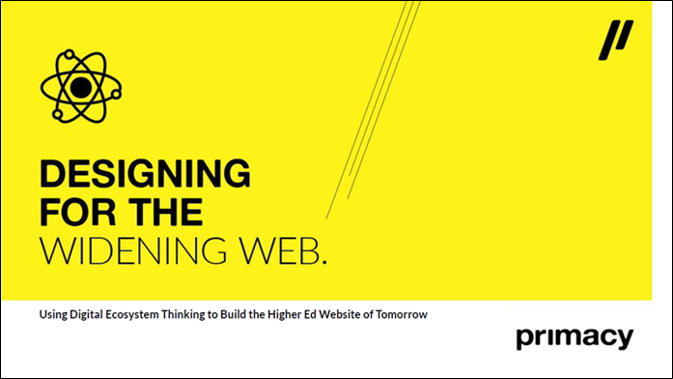 DESIGNING
FOR THE
WIDENING WEB.
Using Digital Ecosystem Thinking to Build the Higher Ed Website of Tomorrow
primacy